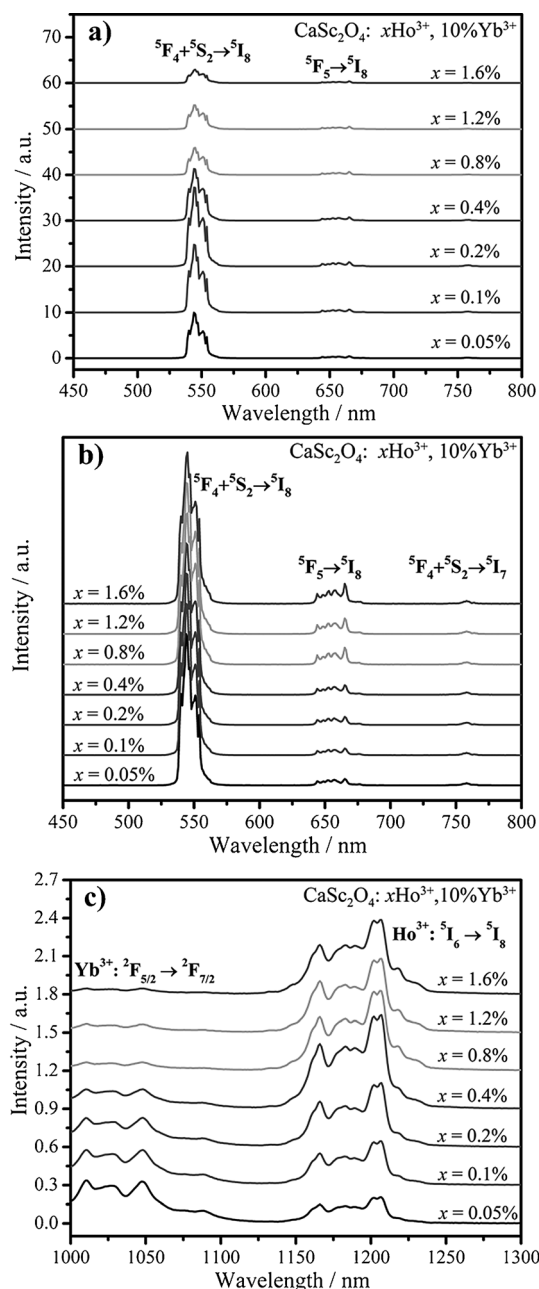 a)
CaSc₂O₄: xHo³⁺, 10%Yb³⁺
⁵F₄+⁵S₂→⁵I₈
⁵F₅→⁵I₈
x = 1.6%
x = 1.2%
x = 0.8%
x = 0.4%
x = 0.2%
x = 0.1%
x = 0.05%
70
60
50
40
30
20
10
0
Intensity / a.u.
450 500 550 600 650 700 750 800
Wavelength / nm
b)
CaSc₂O₄: xHo³⁺, 10%Yb³⁺
⁵F₄+⁵S₂→⁵I₈
⁵F₅→⁵I₈
⁵F₄+⁵S₂→⁵I₇
x = 1.6%
x = 1.2%
x = 0.8%
x = 0.4%
x = 0.2%
x = 0.1%
x = 0.05%
Intensity / a.u.
450 500 550 600 650 700 750 800
Wavelength / nm
c)
CaSc₂O₄: xHo³⁺,10%Yb³⁺
Ho³⁺: ⁵I₆ → ⁵I₈
Yb³⁺: ²F₅/₂ → ²F₇/₂
x = 1.6%
x = 1.2%
x = 0.8%
x = 0.4%
x = 0.2%
x = 0.1%
x = 0.05%
2.7
2.4
2.1
1.8
1.5
1.2
0.9
0.6
0.3
0.0
Intensity / a.u.
1000 1050 1100 1150 1200 1250 1300
Wavelength / nm